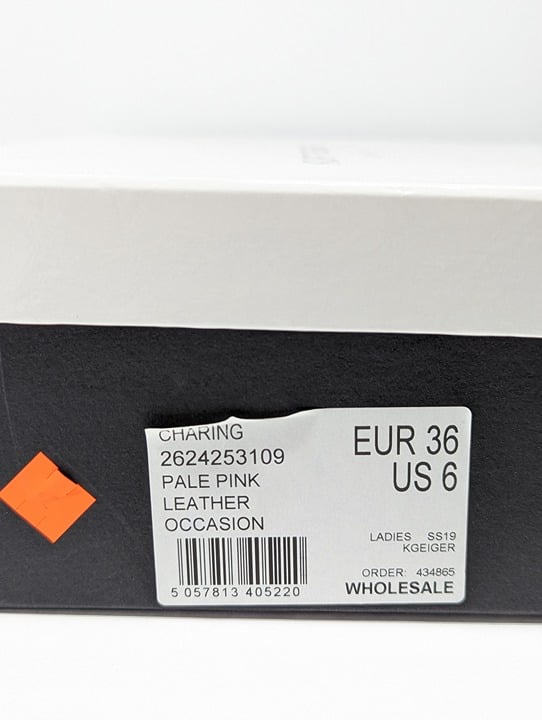 CHARING
2624253109
PALE PINK
LEATHER
OCCASION
5 057813 405220
EUR 36
US 6
LADIES SS19
KGEIGER
ORDER: 434865
WHOLESALE